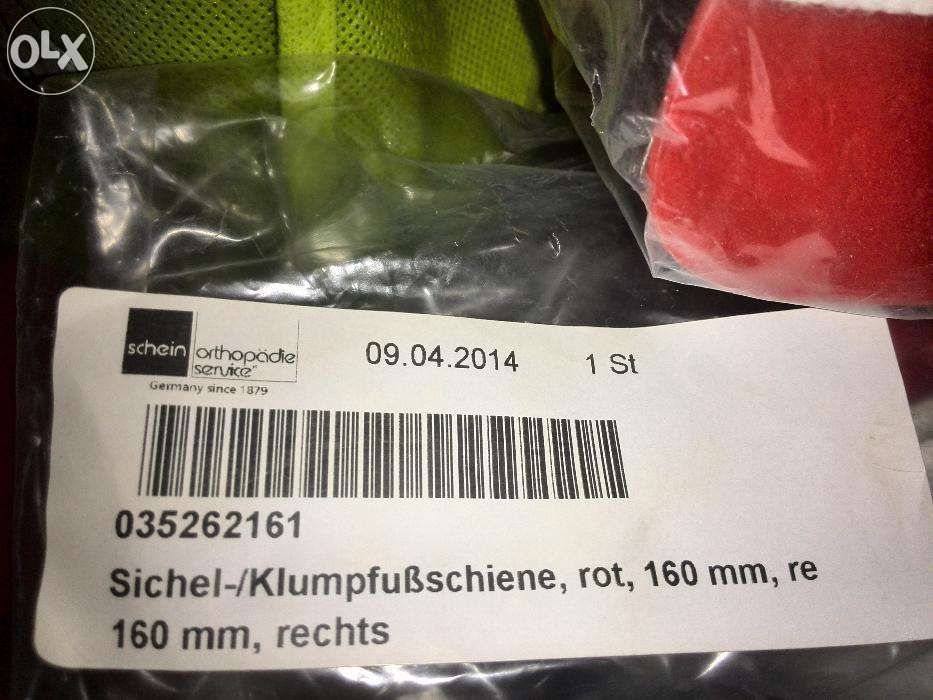 OLX
schein orthopädie
service
Germany since 1879
09.04.2014 1 St
035262161
Sichel-/Klumpfußschiene, rot, 160 mm, re
160 mm, rechts